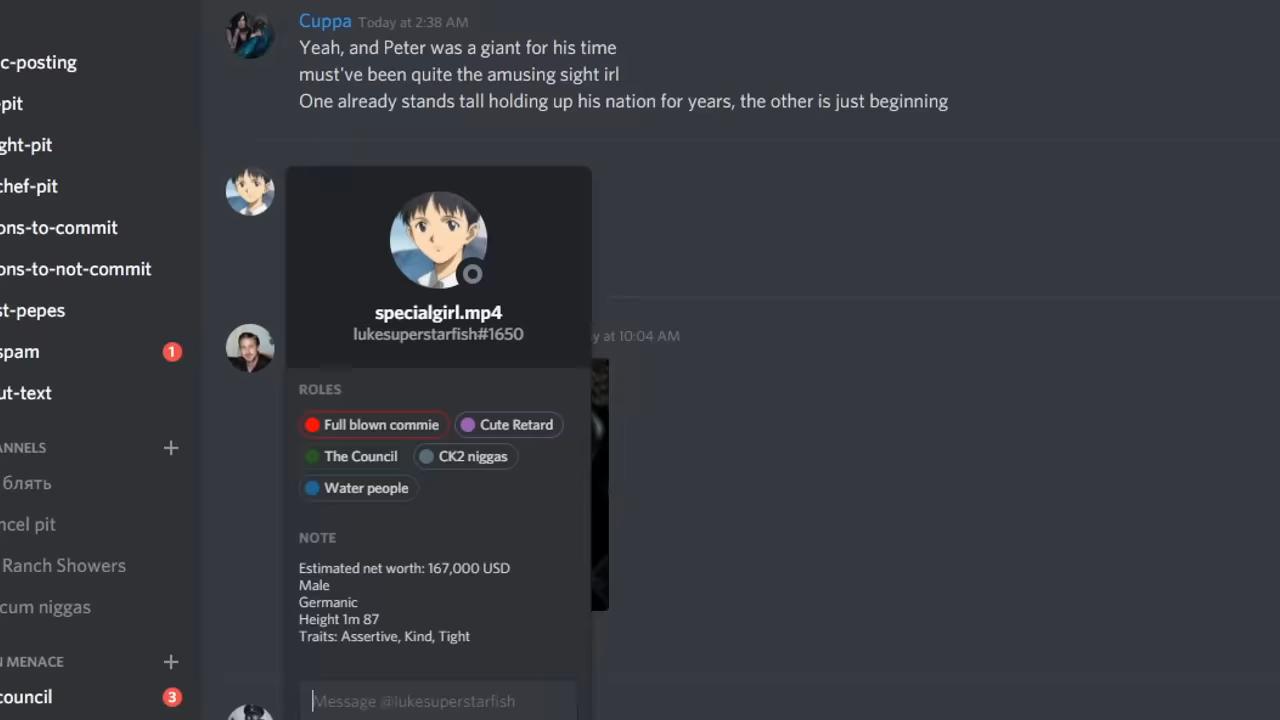 c-posting
-pit
ght-pit
chef-pit
ons-to-commit
ons-to-not-commit
st-pepes
spam 1
ut-text
ANNELS +
блять
ncel pit
Ranch Showers
cum niggas
N MENACE +
council 3
Cuppa Today at 2:38 AM
Yeah, and Peter was a giant for his time
must've been quite the amusing sight irl
One already stands tall holding up his nation for years, the other is just beginning
specialgirl.mp4
lukesuperstarfish#1650
y at 10:04 AM
ROLES
Full blown commie Cute Retard
The Council CK2 niggas
Water people
NOTE
Estimated net worth: 167,000 USD
Male
Germanic
Height 1m 87
Traits: Assertive, Kind, Tight
Message @lukesuperstarfish